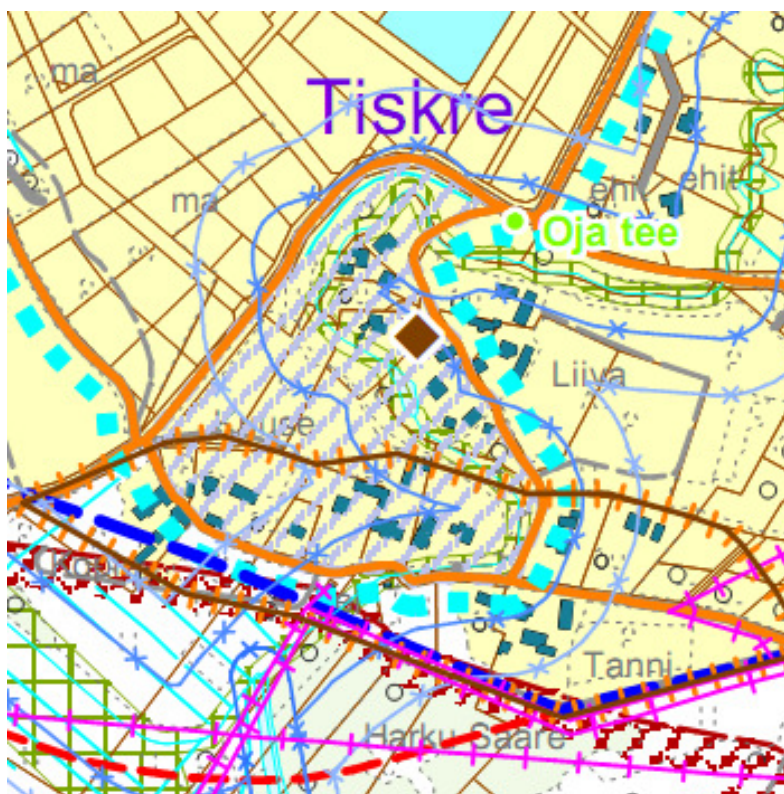 ma
Tiskre
ma
ehit
ehit
Oja tee
Liiva
Tanni
Harku Saare